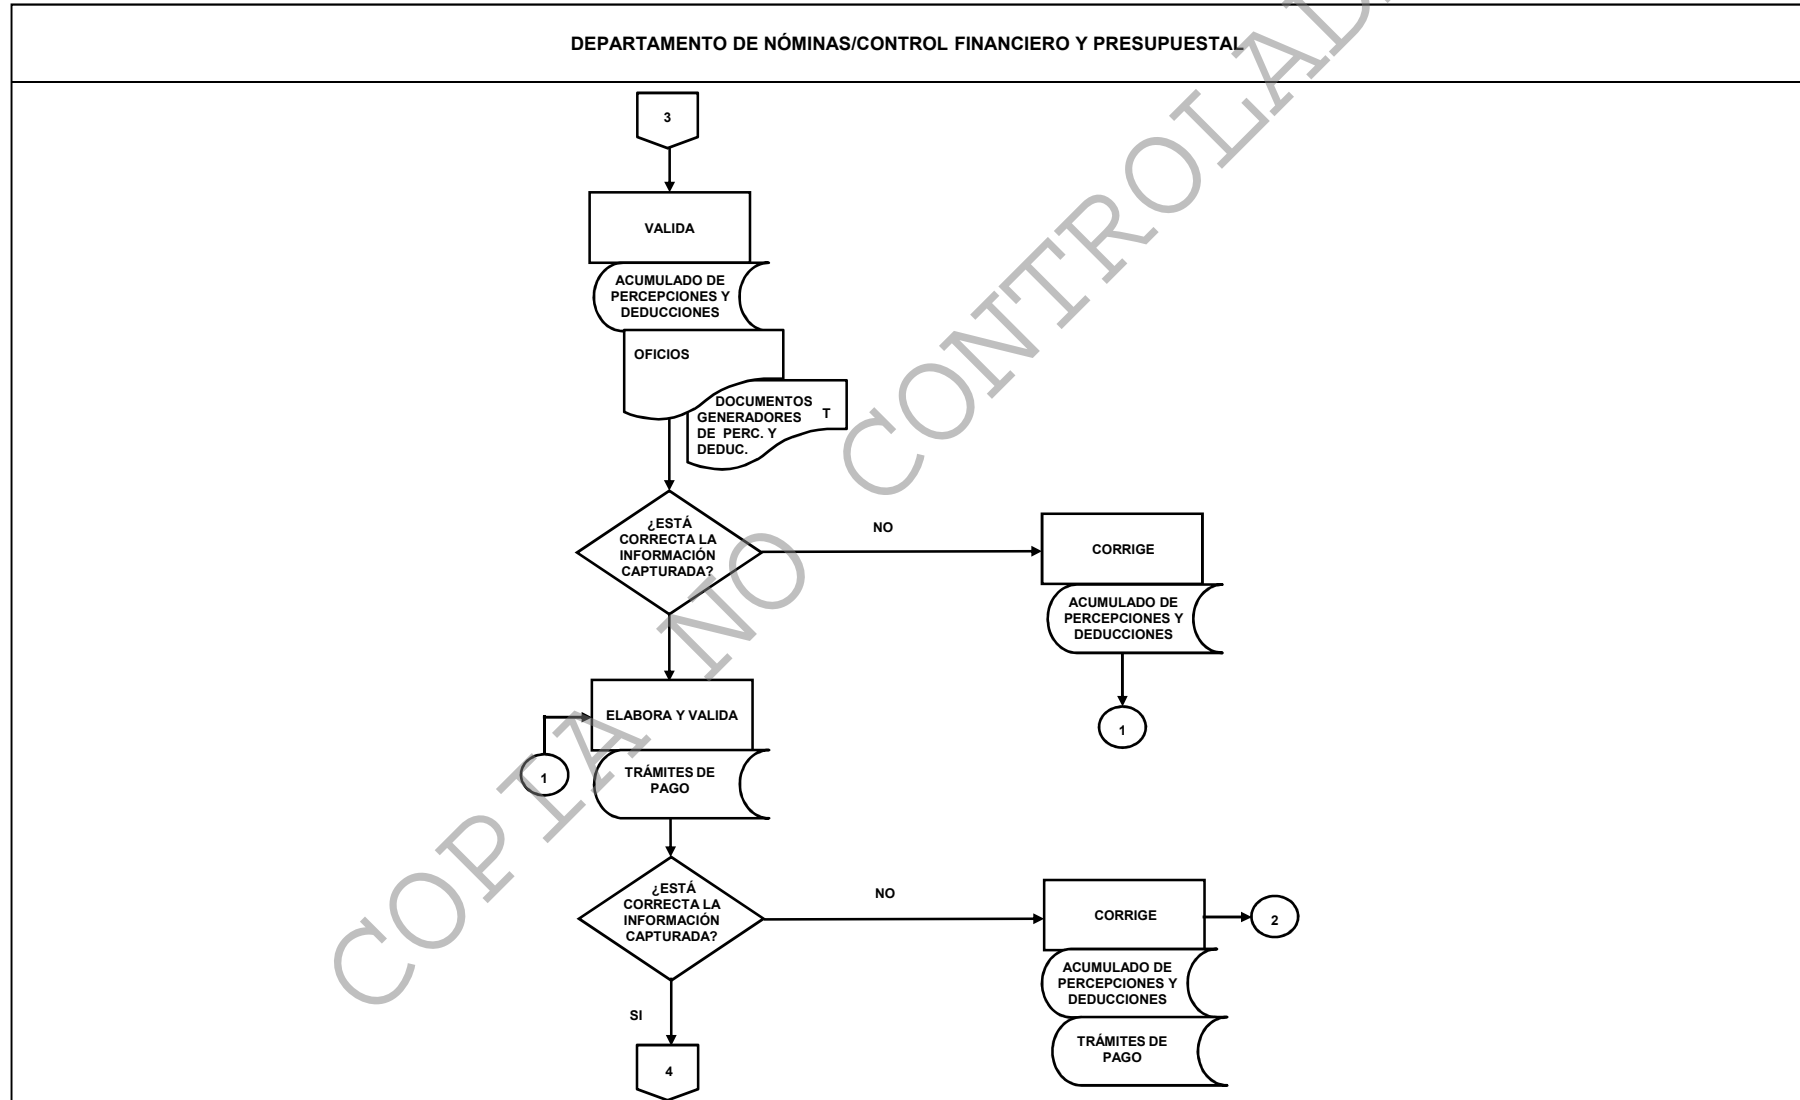 DEPARTAMENTO DE NÓMINAS/CONTROL FINANCIERO Y PRESUPUESTAL
3
VALIDA
ACUMULADO DE
PERCEPCIONES Y
DEDUCCIONES
OFICIOS
DOCUMENTOS
GENERADORES T
DE PERC. Y
DEDUC.
¿ESTÁ
CORRECTA LA
INFORMACIÓN
CAPTURADA?
NO
CORRIGE
ACUMULADO DE
PERCEPCIONES Y
DEDUCCIONES
1
ELABORA Y VALIDA
1
TRÁMITES DE
PAGO
¿ESTÁ
CORRECTA LA
INFORMACIÓN
CAPTURADA?
NO
CORRIGE
2
ACUMULADO DE
PERCEPCIONES Y
DEDUCCIONES
TRÁMITES DE
PAGO
SI
4
COPIA NO CONTROLAD